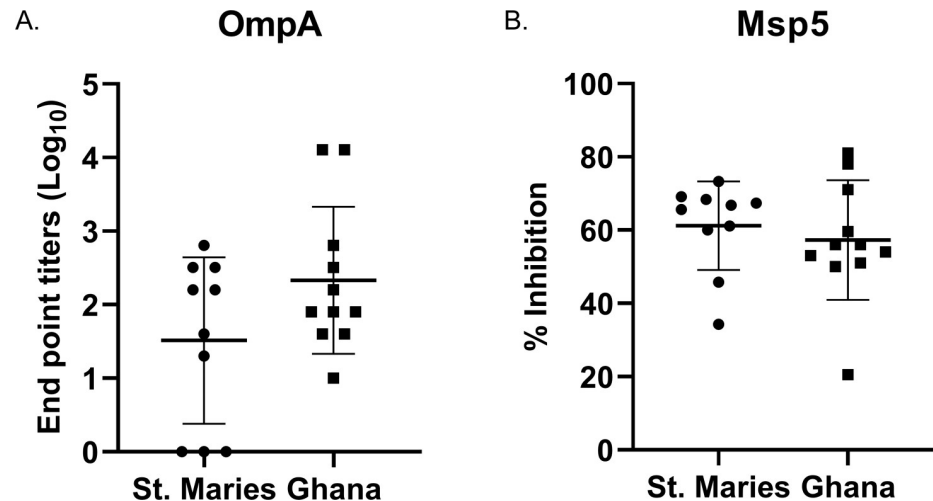 A.
OmpA
End point titers (Log10)
5
4
3
2
1
0
St. Maries Ghana
B.
Msp5
% Inhibition
100
80
60
40
20
0
St. Maries Ghana